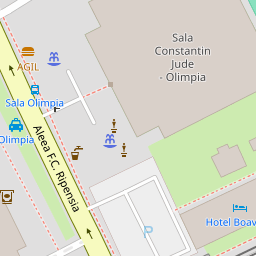 Sala
Constantin
Jude
- Olimpia
AGIL
Sala Olimpia
Olimpia
Aleea F.C. Ripensia
P
Hotel Boav